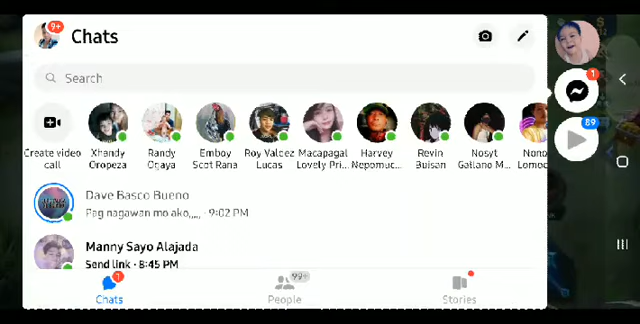 9+
Chats
Search
Create video call
Xhandy Oropeza
Randy Ogaya
Emboy Scot Rana
Roy Valdez Lucas
Macapagal Lovely Pri...
Harvey Nepomuc...
Revin Buisan
Nosyt Gallano M...
Nono
Dave Basco Bueno
Pag nagawan mo ako,,,,, · 9:02 PM
Manny Sayo Alajada
Send link · 8:45 PM
1
Chats
99+
People
Stories
1
89